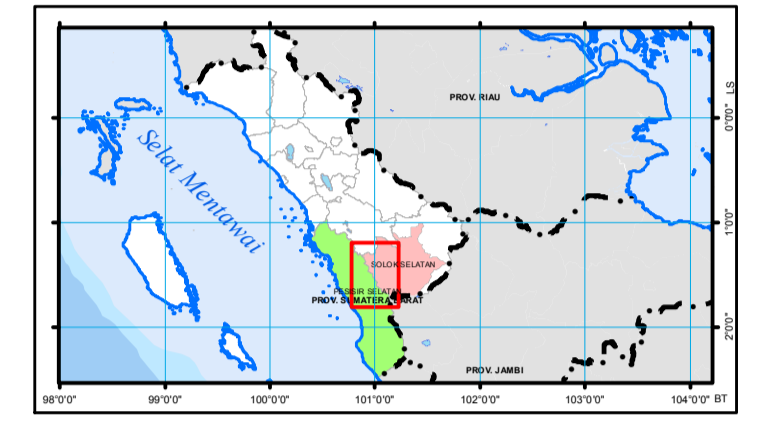 PROV. RIAU
Selat Mentawai
SOLOK SELATAN
PESISIR SELATAN
PROV. SUMATERA BARAT
PROV. JAMBI
0°0'0" LS
1°0'0"
2°0'0"
98°0'0" 99°0'0" 100°0'0" 101°0'0" 102°0'0" 103°0'0" 104°0'0" BT